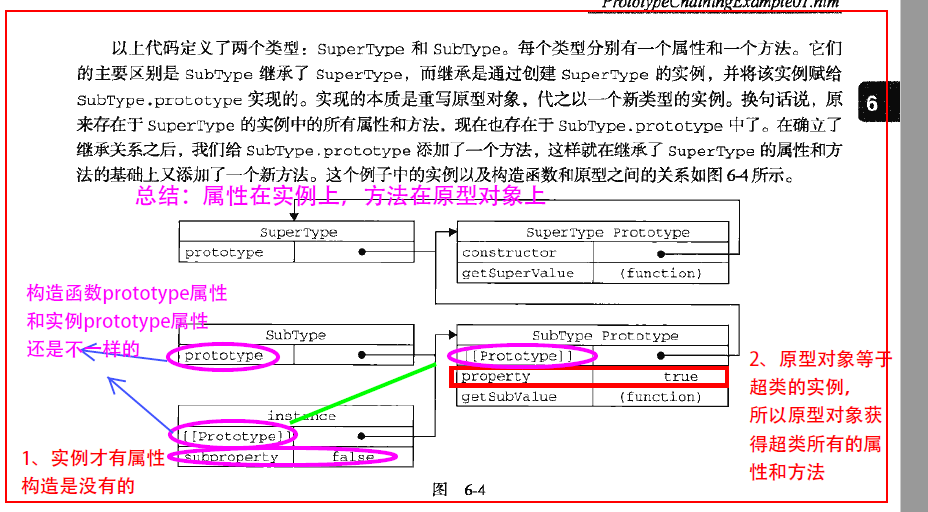 PrototypeChainingExample01.htm
以上代码定义了两个类型：SuperType 和 SubType。每个类型分别有一个属性和一个方法。它们
的主要区别是 SubType 继承了 SuperType，而继承是通过创建 SuperType 的实例，并将该实例赋给
SubType.prototype 实现的。实现的本质是重写原型对象，代之以一个新类型的实例。换句话说，原
来存在于 SuperType 的实例中的所有属性和方法，现在也存在于 SubType.prototype 中了。在确立了
继承关系之后，我们给 SubType.prototype 添加了一个方法，这样就在继承了 SuperType 的属性和方
法的基础上又添加了一个新方法。这个例子中的实例以及构造函数和原型之间的关系如图 6-4 所示。
6
总结：属性在实例上，方法在原型对象上
SuperType
prototype
SuperType Prototype
constructor
getSuperValue (function)
构造函数prototype属性
和实例prototype属性
还是不一样的
SubType
prototype
SubType Prototype
[[Prototype]]
property true
getSubValue (function)
2、原型对象等于
超类的实例，
所以原型对象获
得超类所有的属
性和方法
instance
[[Prototype]]
subproperty false
1、实例才有属性
构造是没有的
图 6-4